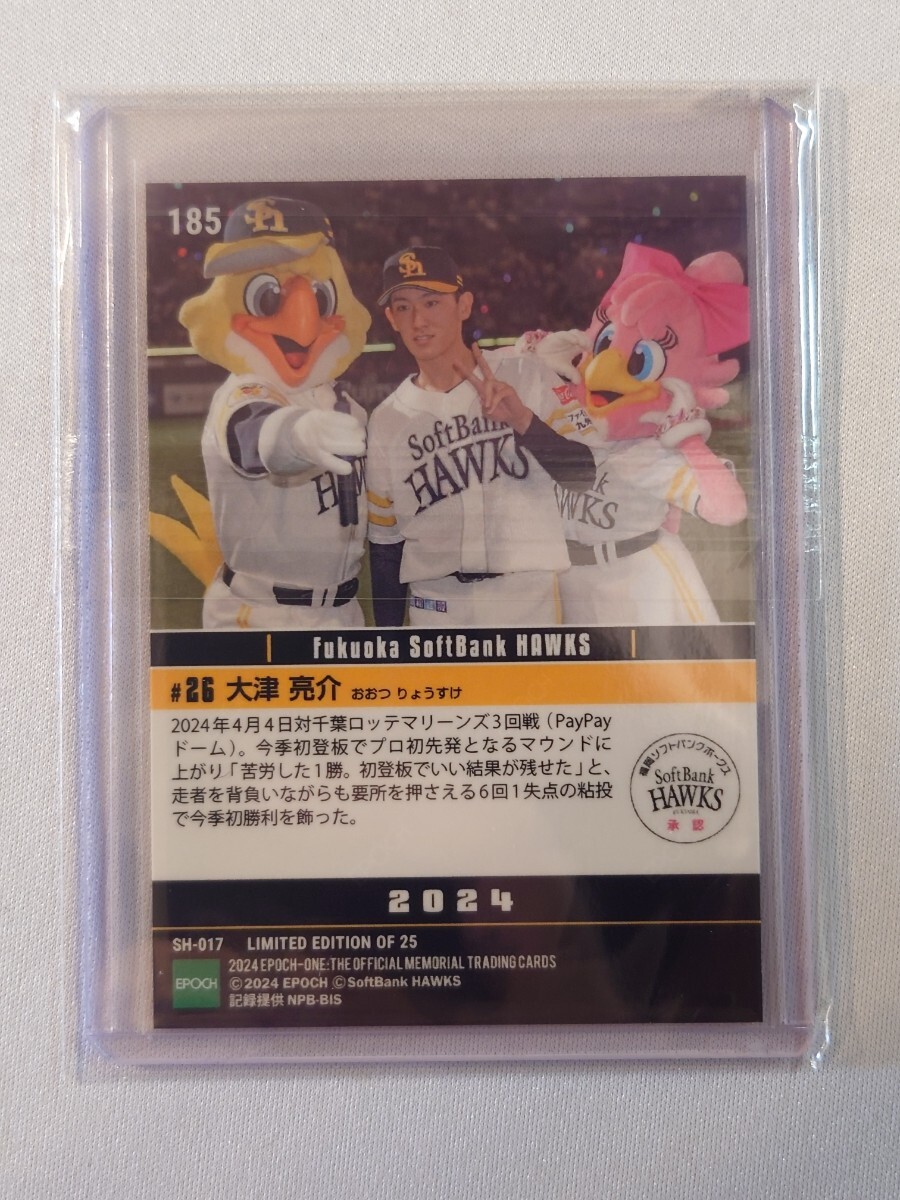 185
SoftBank
HAWKS
Fukuoka SoftBank HAWKS
#26 大津 亮介 おおつ りょうすけ
2024年4月4日対千葉ロッテマリーンズ3回戦（PayPay
ドーム）。今季初登板でプロ初先発となるマウンドに
上がり「苦労した1勝。初登板でいい結果が残せた」と、
走者を背負いながらも要所を押さえる6回1失点の粘投
で今季初勝利を飾った。
福岡ソフトバンクホークス
SoftBank
HAWKS
承認
2024
SH-017 LIMITED EDITION OF 25
2024 EPOCH-ONE:THE OFFICIAL MEMORIAL TRADING CARDS
EPOCH
©2024 EPOCH ©SoftBank HAWKS
記録提供 NPB-BIS